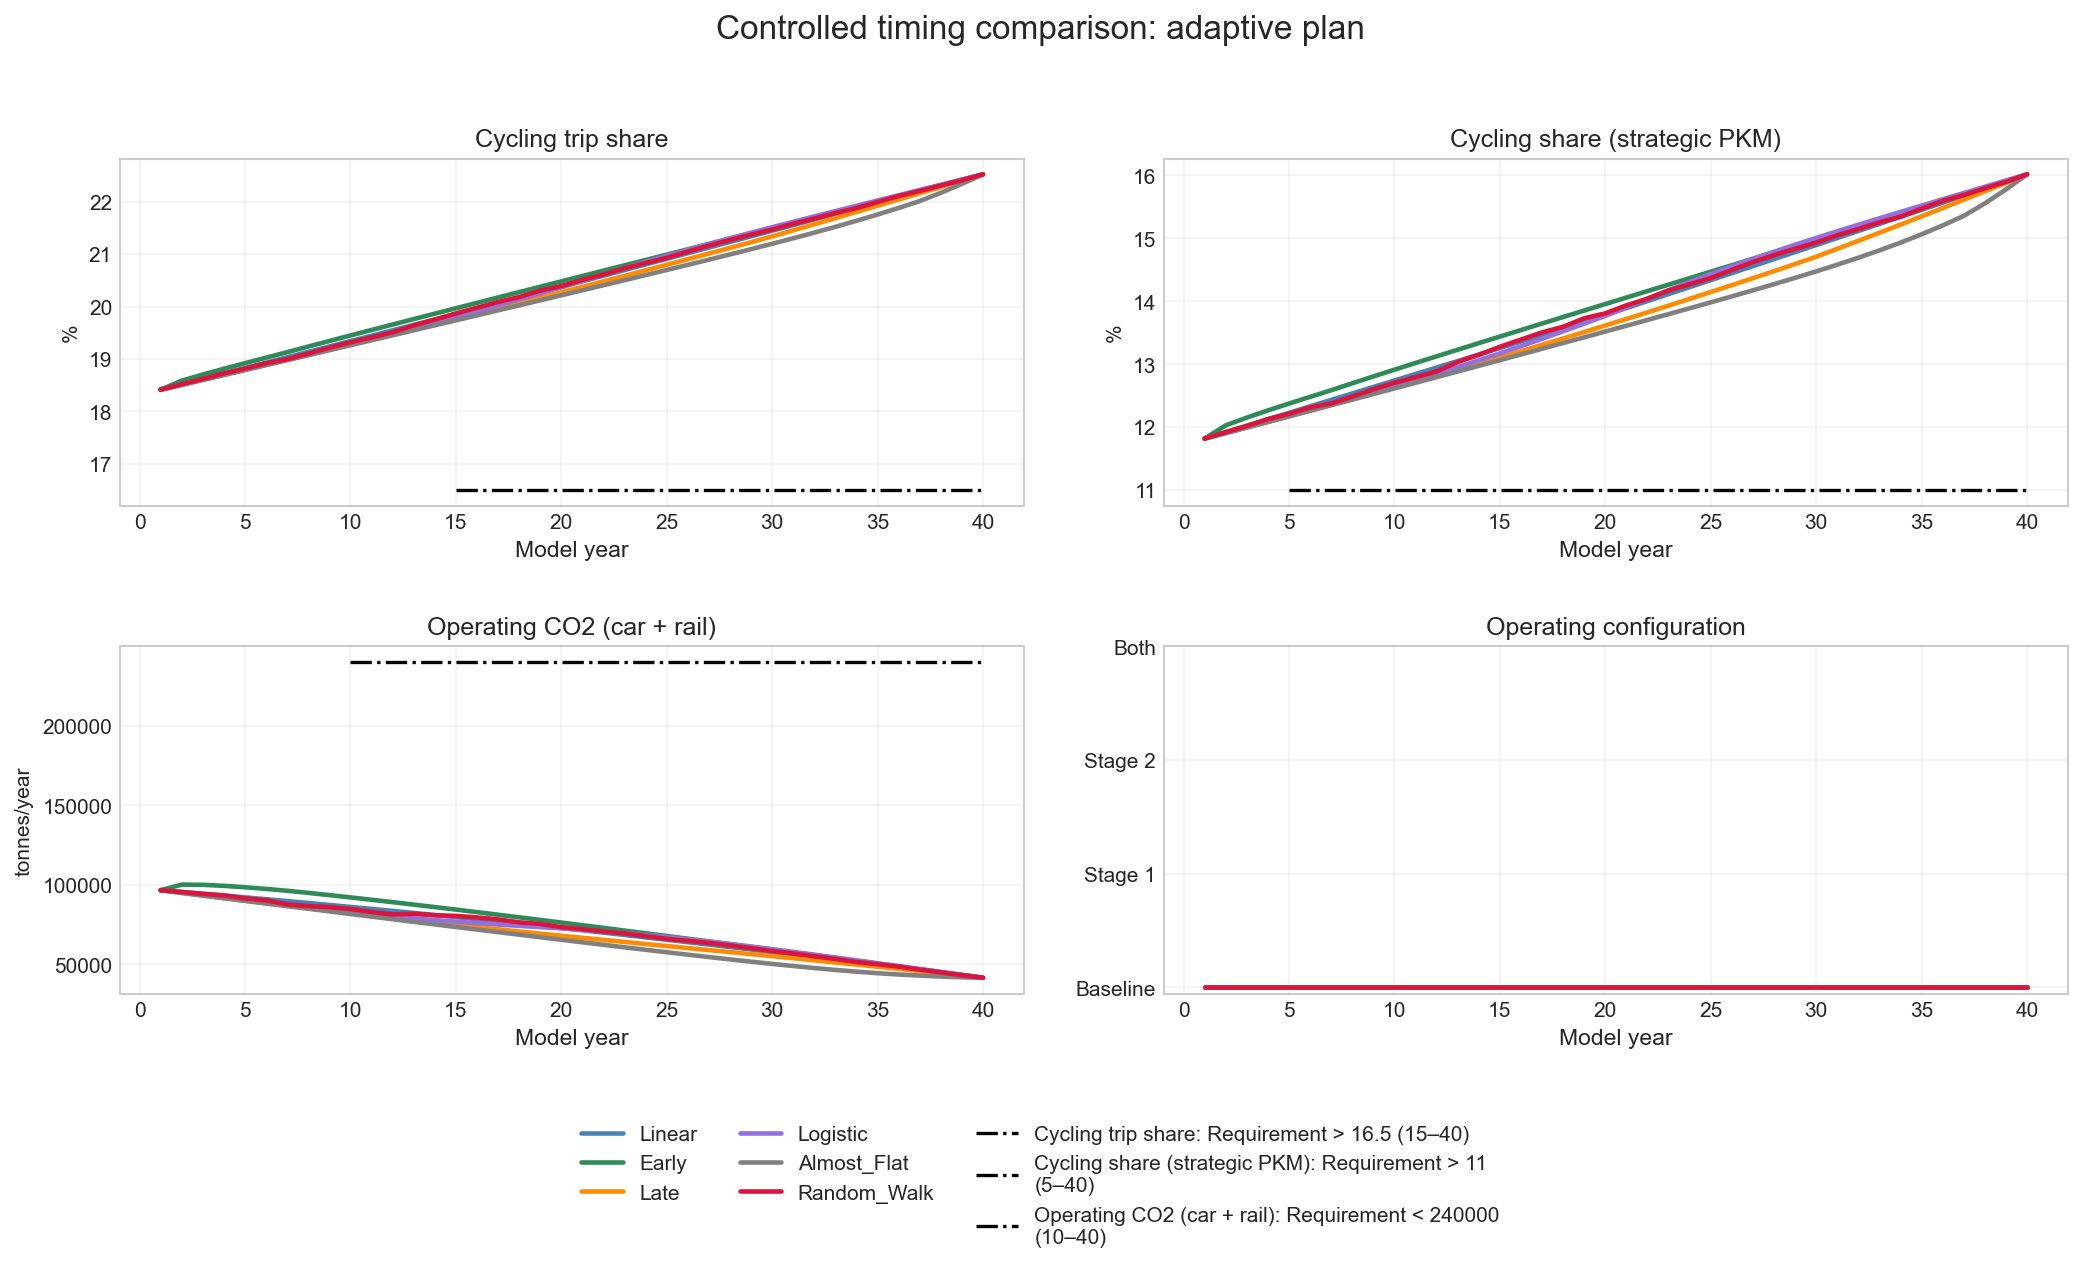 Controlled timing comparison: adaptive plan
Cycling trip share
%
22
21
20
19
18
17
0 5 10 15 20 25 30 35 40
Model year
Cycling share (strategic PKM)
%
16
15
14
13
12
11
0 5 10 15 20 25 30 35 40
Model year
Operating CO2 (car + rail)
tonnes/year
200000
150000
100000
50000
0 5 10 15 20 25 30 35 40
Model year
Operating configuration
Both
Stage 2
Stage 1
Baseline
0 5 10 15 20 25 30 35 40
Model year
Linear
Early
Late
Logistic
Almost_Flat
Random_Walk
Cycling trip share: Requirement > 16.5 (15–40)
Cycling share (strategic PKM): Requirement > 11
(5–40)
Operating CO2 (car + rail): Requirement < 240000
(10–40)